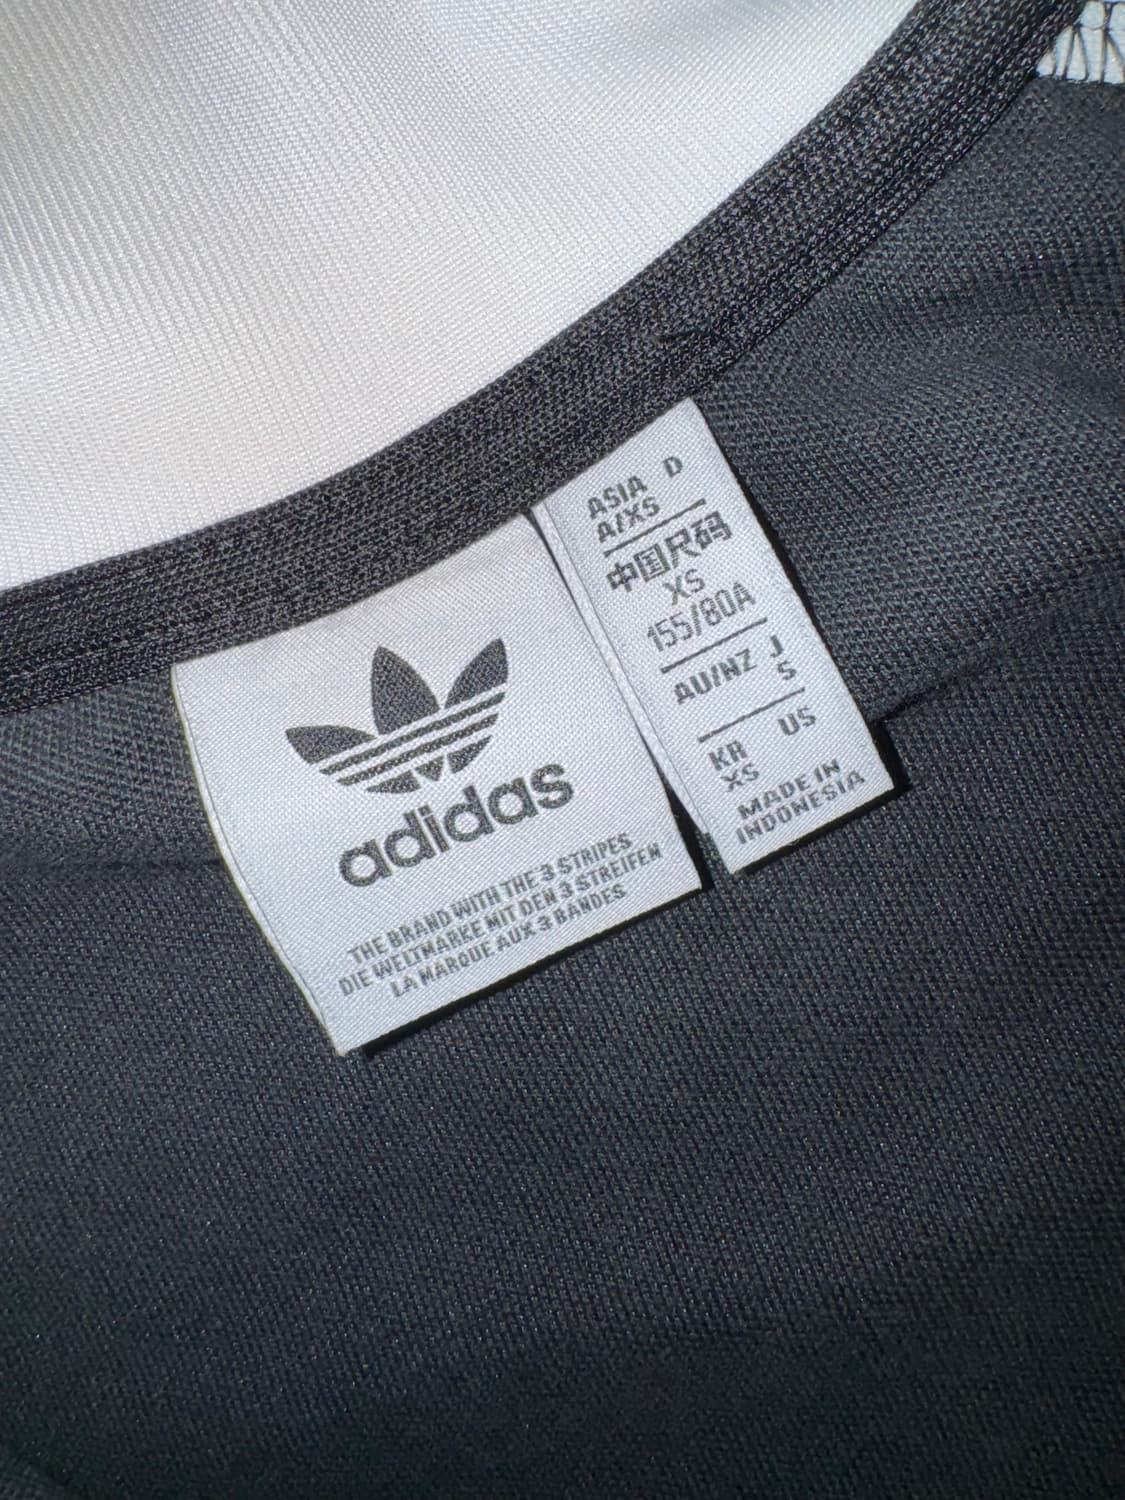 adidas
THE BRAND WITH THE 3 STRIPES
DIE WELTMARKE MIT DEN 3 STREIFEN
LA MARQUE AUX 3 BANDES
ASIA D
A/XS
中国尺码
XS
155/80A
AU/NZ J
S
KR US
XS
MADE IN
INDONESIA